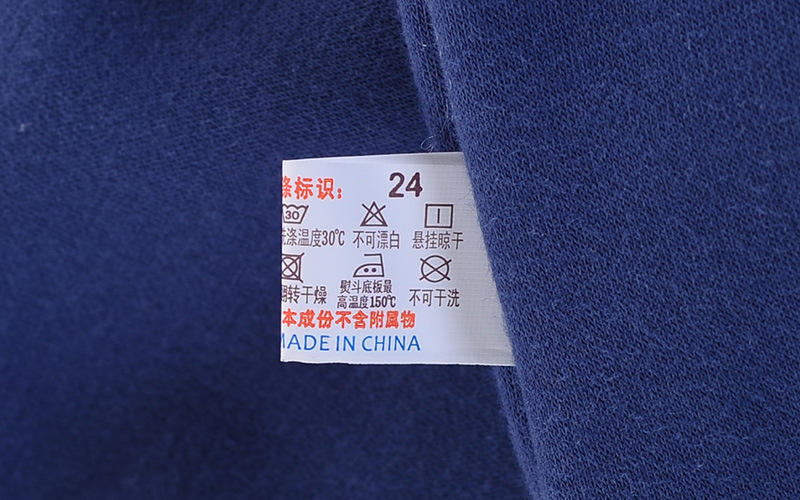 涤标识: 24
30
洗涤温度30℃ 不可漂白 悬挂晾干
翻转干燥 熨斗底板最高温度150℃ 不可干洗
本成份不含附属物
MADE IN CHINA